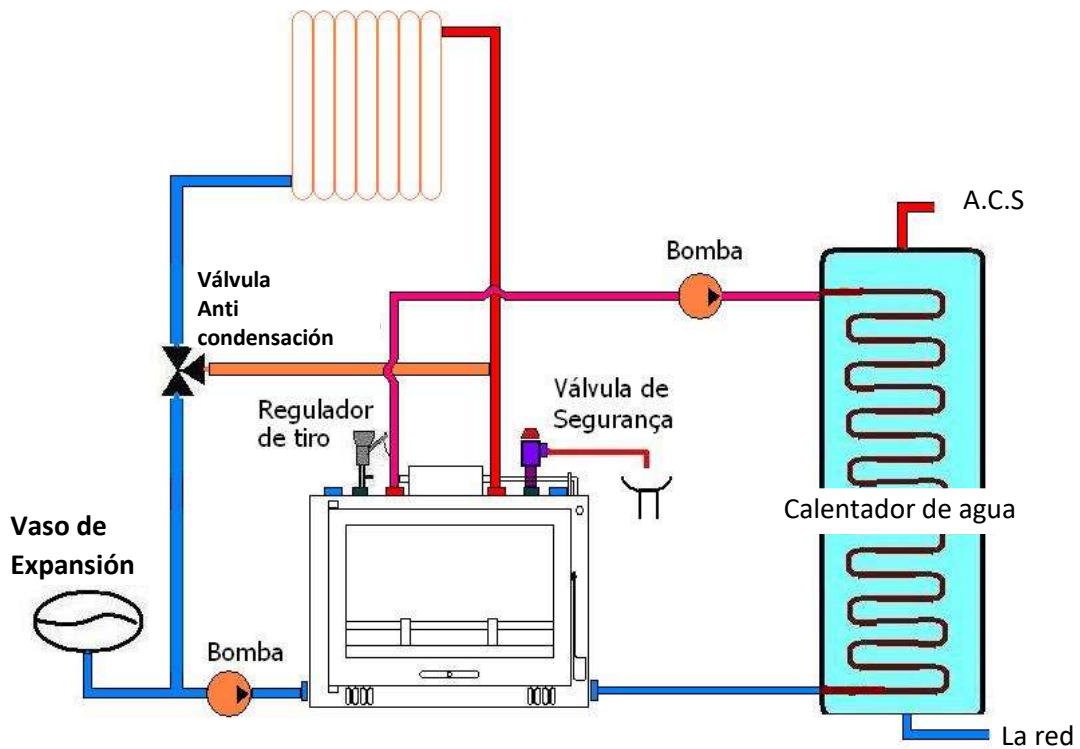 A.C.S
Bomba
Válvula
Anti
condensación
Válvula de
Segurança
Regulador
de tiro
Calentador de agua
Vaso de
Expansión
Bomba
La red